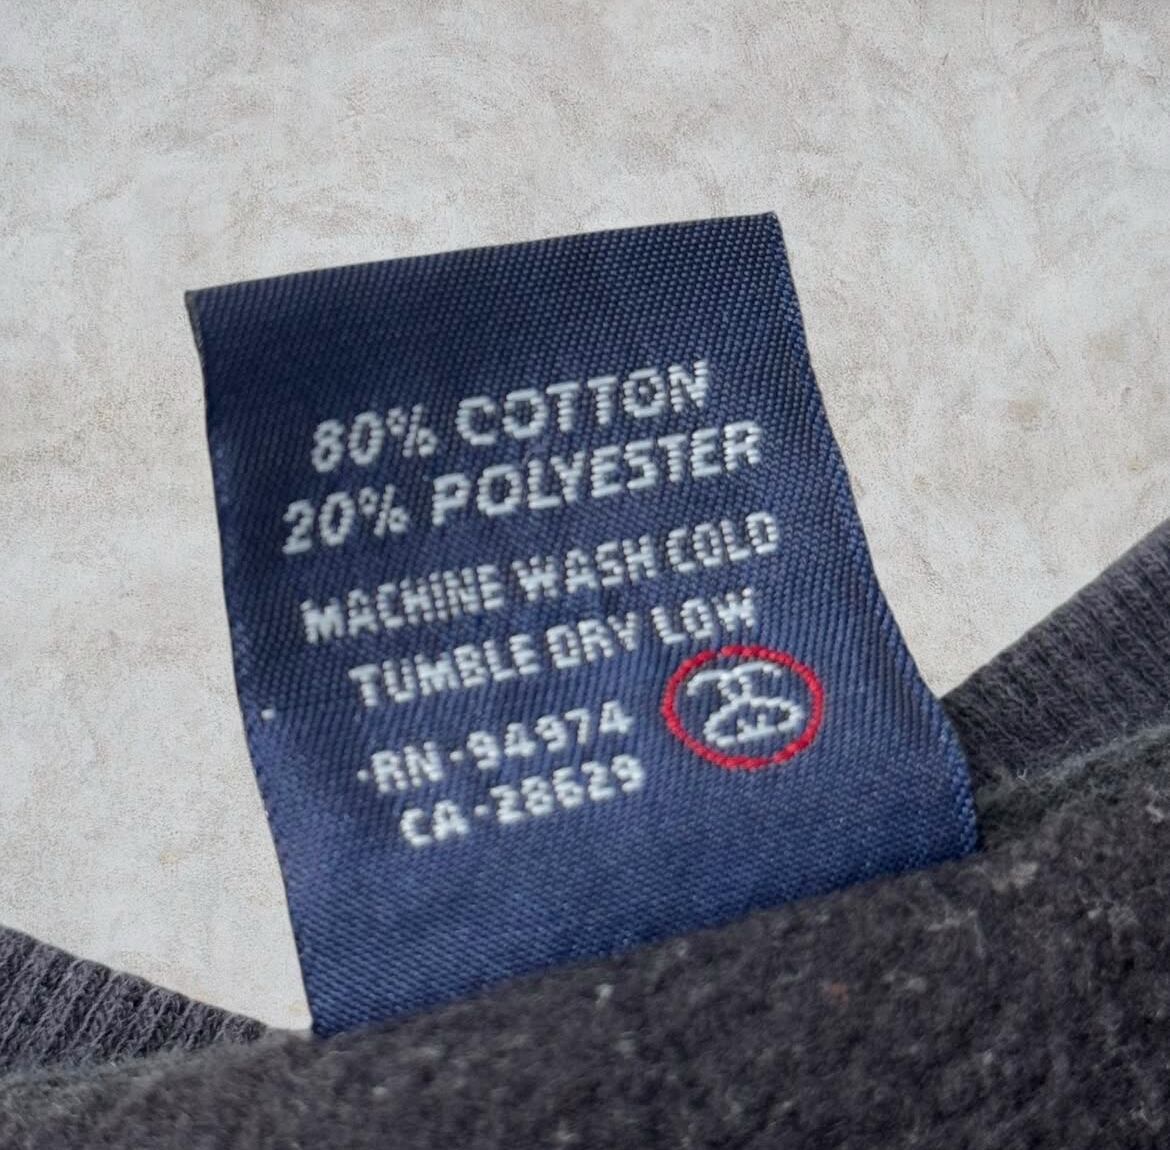 80% COTTON
20% POLYESTER
MACHINE WASH COLD
TUMBLE DRY LOW
·RN-94974
CA-28629